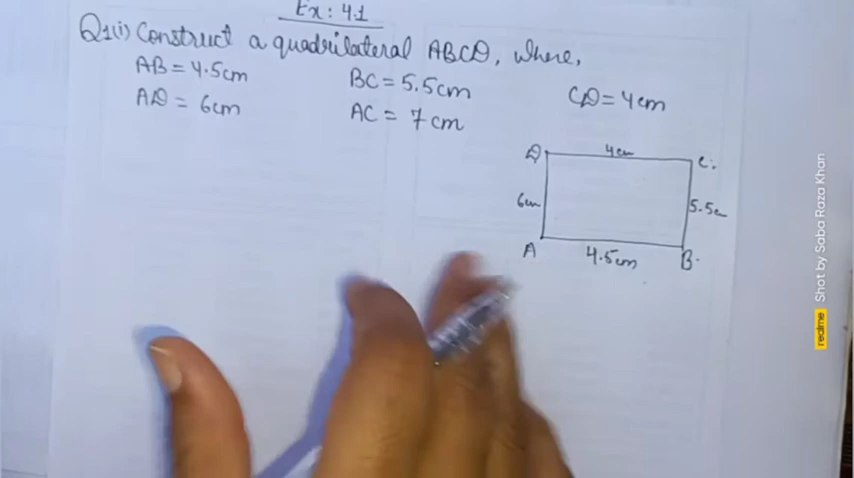 Ex: 4.1
Q1(i) Construct a quadrilateral ABCD, where,
AB = 4.5cm BC = 5.5cm CD = 4cm
AD = 6cm AC = 7cm
D 4cm C.
6cm 5.5cm
A 4.5cm B.
realme Shot by Saba Raza Khan